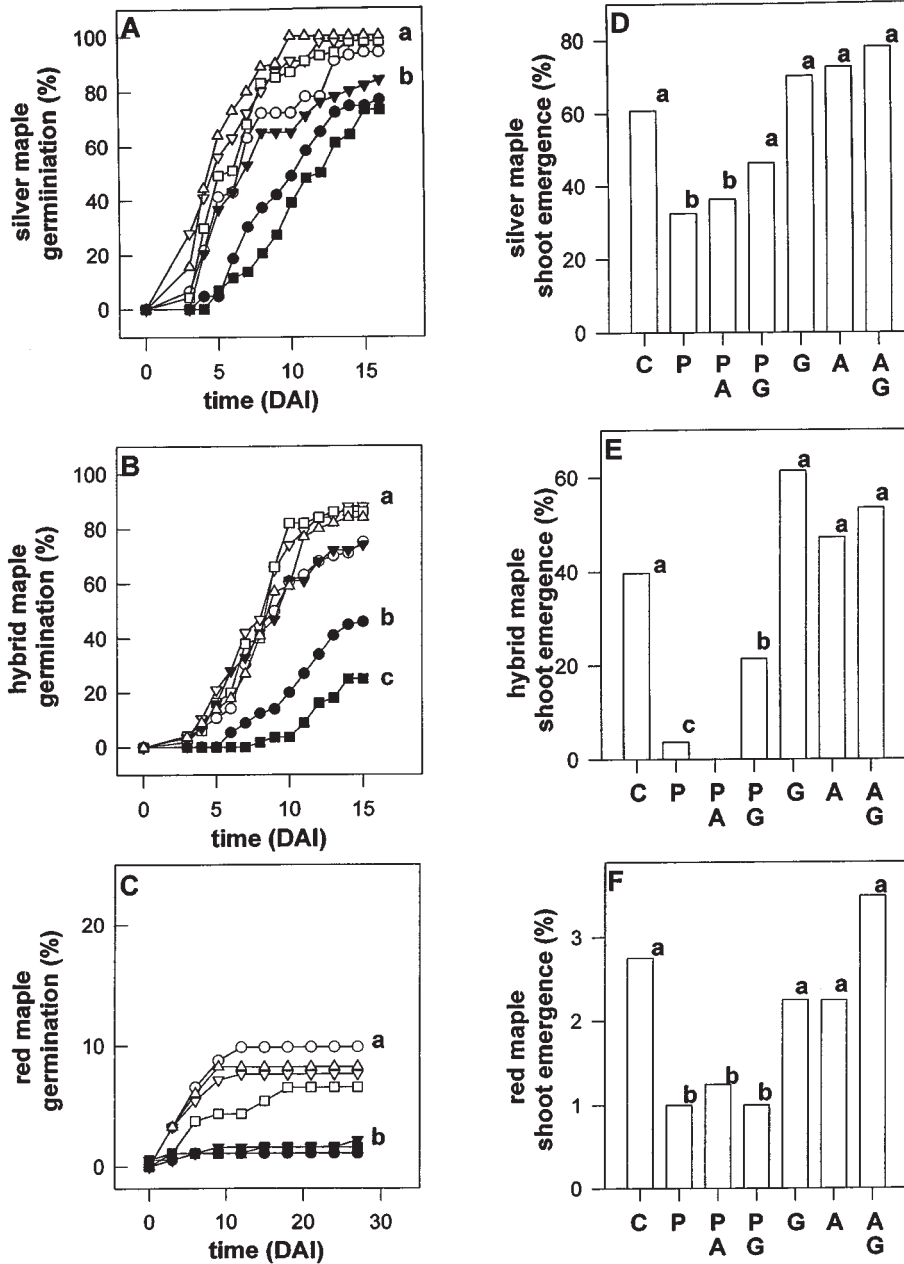 A
silver maple
germiiniation (%)
100
80
60
40
20
0
a
b
0 5 10 15
time (DAI)
D
silver maple
shoot emergence (%)
80
60
40
20
0
a b b a a a a
C P P P G A A
A G G
B
hybrid maple
germination (%)
100
80
60
40
20
0
a
b
c
0 5 10 15
time (DAI)
E
hybrid maple
shoot emergence (%)
60
40
20
0
a c b a a a
C P P P G A A
A G G
C
red maple
germination (%)
20
10
0
a
b
0 10 20 30
time (DAI)
F
red maple
shoot emergence (%)
3
2
1
0
a b b b a a a
C P P P G A A
A G G